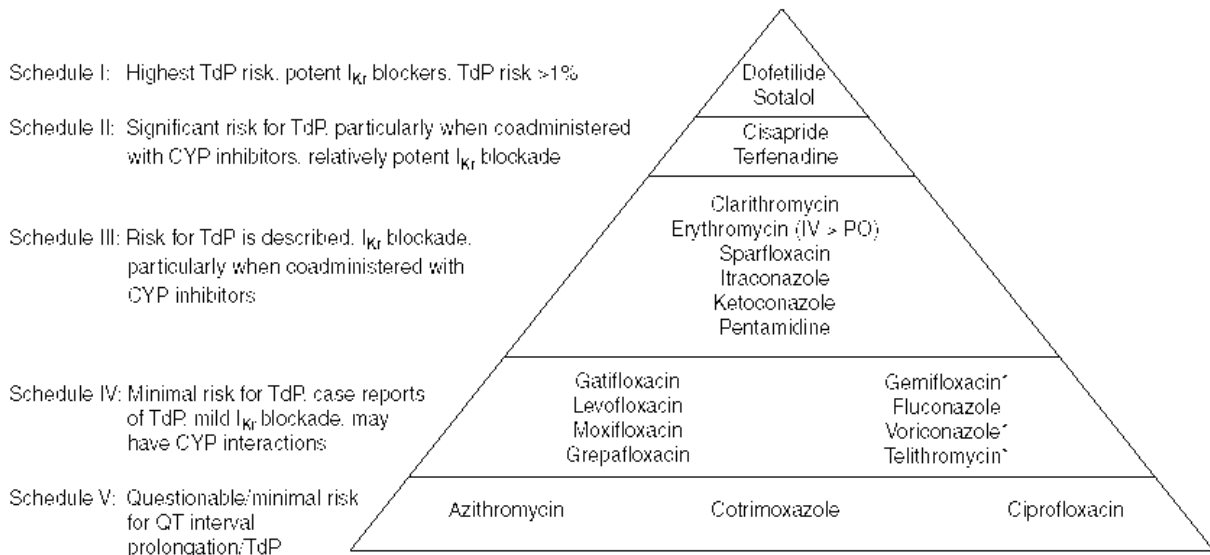 Schedule I: Highest TdP risk, potent IKr blockers, TdP risk >1%
Dofetilide
Sotalol
Schedule II: Significant risk for TdP, particularly when coadministered
with CYP inhibitors, relatively potent IKr blockade
Cisapride
Terfenadine
Schedule III: Risk for TdP is described, IKr blockade,
particularly when coadministered with
CYP inhibitors
Clarithromycin
Erythromycin (IV > PO)
Sparfloxacin
Itraconazole
Ketoconazole
Pentamidine
Schedule IV: Minimal risk for TdP, case reports
of TdP, mild IKr blockade, may
have CYP interactions
Gatifloxacin
Levofloxacin
Moxifloxacin
Grepafloxacin
Gemifloxacin*
Fluconazole
Voriconazole*
Telithromycin*
Schedule V: Questionable/minimal risk
for QT interval
prolongation/TdP
Azithromycin
Cotrimoxazole
Ciprofloxacin